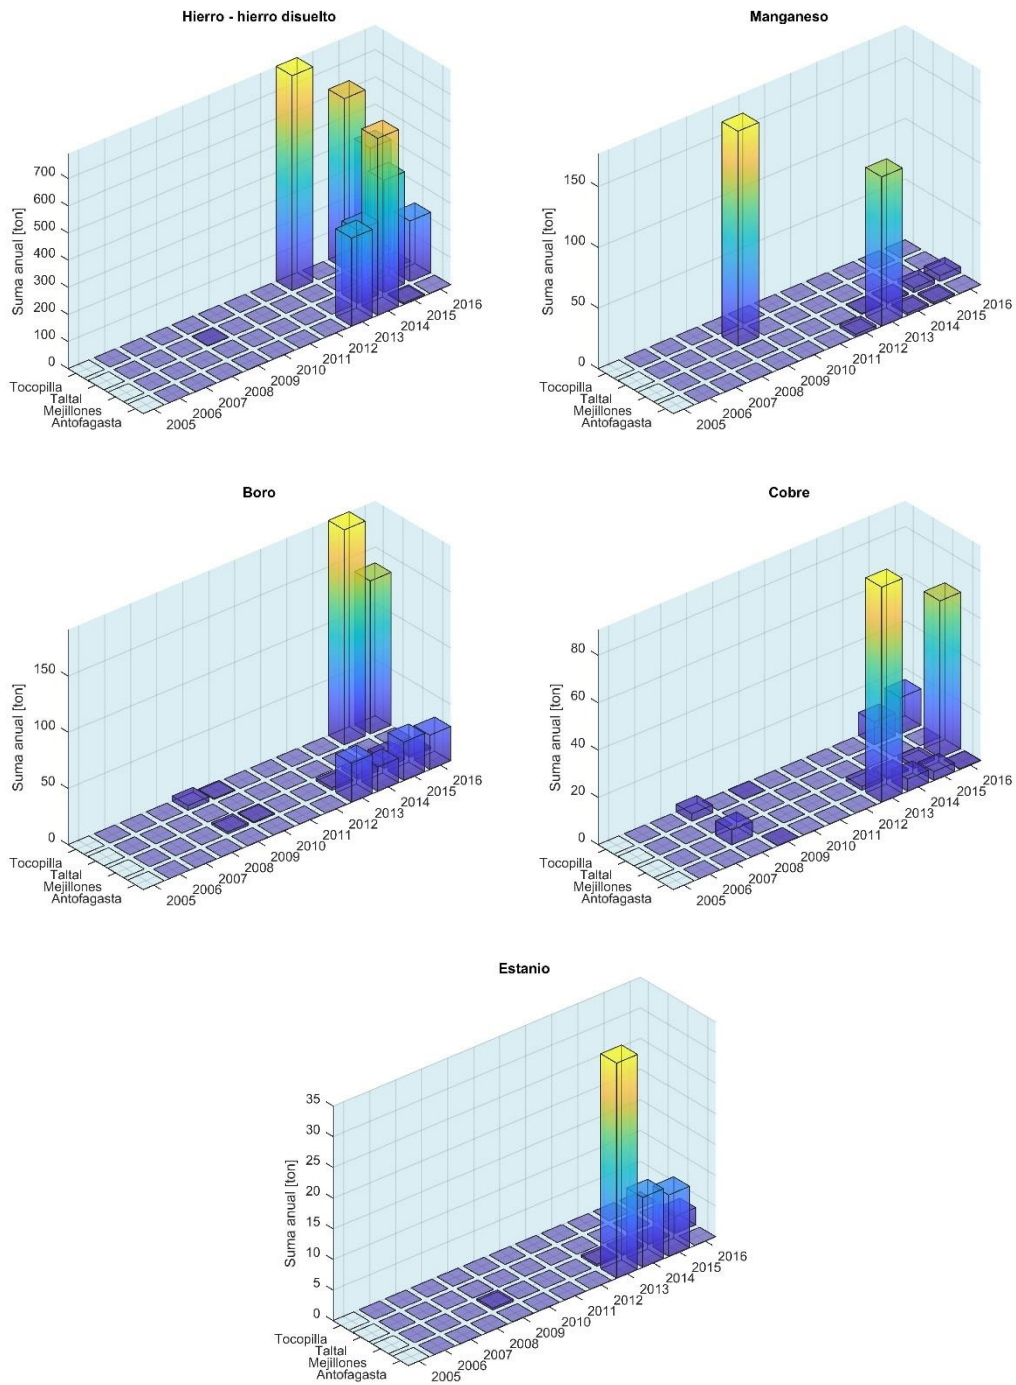 Hierro - hierro disuelto
Suma anual [ton]
700
600
500
400
300
200
100
0
Tocopilla
Taltal
Mejillones
Antofagasta
2005
2006
2007
2008
2009
2010
2011
2012
2013
2014
2015
2016
Manganeso
Suma anual [ton]
150
100
50
0
Tocopilla
Taltal
Mejillones
Antofagasta
2005
2006
2007
2008
2009
2010
2011
2012
2013
2014
2015
2016
Boro
Suma anual [ton]
150
100
50
0
Tocopilla
Taltal
Mejillones
Antofagasta
2005
2006
2007
2008
2009
2010
2011
2012
2013
2014
2015
2016
Cobre
Suma anual [ton]
80
60
40
20
0
Tocopilla
Taltal
Mejillones
Antofagasta
2005
2006
2007
2008
2009
2010
2011
2012
2013
2014
2015
2016
Estanio
Suma anual [ton]
35
30
25
20
15
10
5
0
Tocopilla
Taltal
Mejillones
Antofagasta
2005
2006
2007
2008
2009
2010
2011
2012
2013
2014
2015
2016